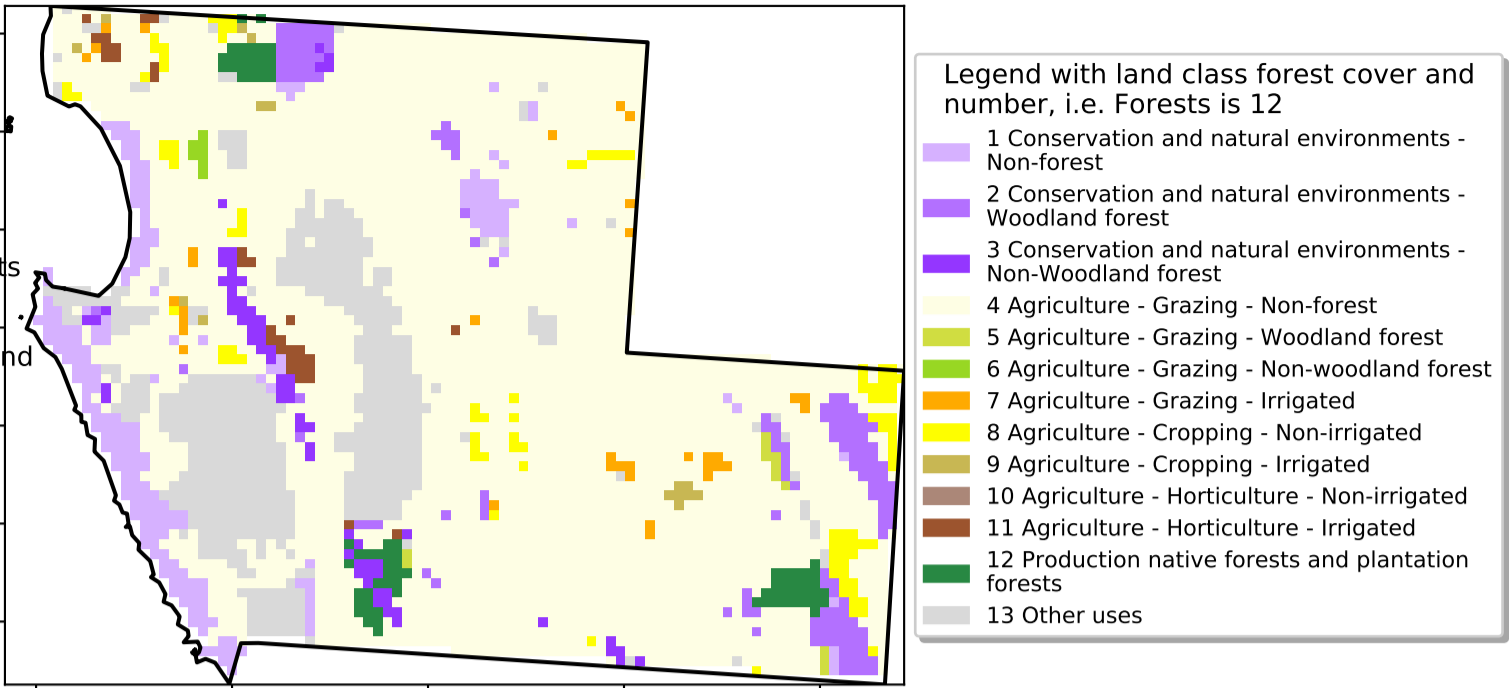 Legend with land class forest cover and
number, i.e. Forests is 12
1 Conservation and natural environments -
Non-forest
2 Conservation and natural environments -
Woodland forest
3 Conservation and natural environments -
Non-Woodland forest
ts
4 Agriculture - Grazing - Non-forest
5 Agriculture - Grazing - Woodland forest
nd
6 Agriculture - Grazing - Non-woodland forest
7 Agriculture - Grazing - Irrigated
8 Agriculture - Cropping - Non-irrigated
9 Agriculture - Cropping - Irrigated
10 Agriculture - Horticulture - Non-irrigated
11 Agriculture - Horticulture - Irrigated
12 Production native forests and plantation
forests
13 Other uses